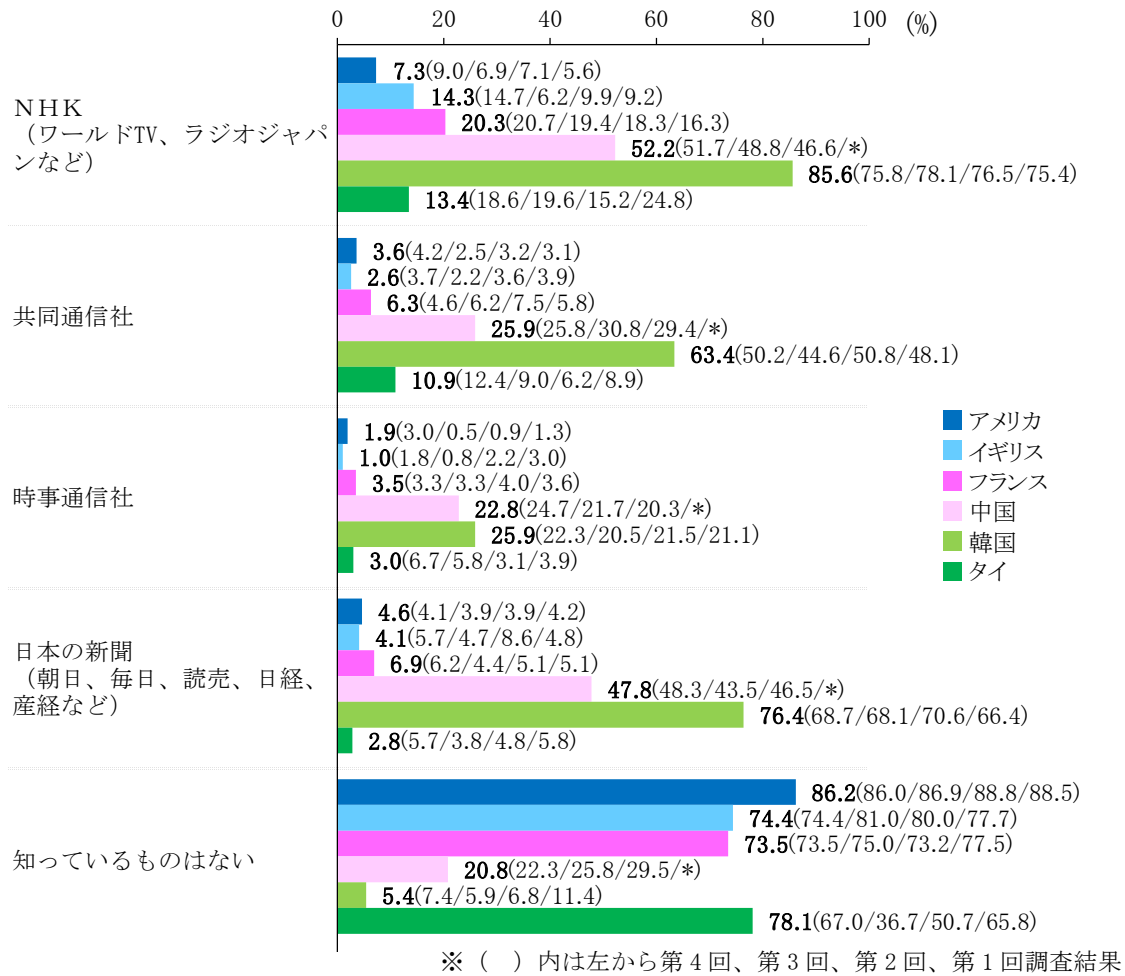 0 20 40 60 80 100 (%)
NHK
（ワールドTV、ラジオジャパ
ンなど）
7.3(9.0/6.9/7.1/5.6)
14.3(14.7/6.2/9.9/9.2)
20.3(20.7/19.4/18.3/16.3)
52.2(51.7/48.8/46.6/*)
85.6(75.8/78.1/76.5/75.4)
13.4(18.6/19.6/15.2/24.8)
共同通信社
3.6(4.2/2.5/3.2/3.1)
2.6(3.7/2.2/3.6/3.9)
6.3(4.6/6.2/7.5/5.8)
25.9(25.8/30.8/29.4/*)
63.4(50.2/44.6/50.8/48.1)
10.9(12.4/9.0/6.2/8.9)
時事通信社
1.9(3.0/0.5/0.9/1.3)
1.0(1.8/0.8/2.2/3.0)
3.5(3.3/3.3/4.0/3.6)
22.8(24.7/21.7/20.3/*)
25.9(22.3/20.5/21.5/21.1)
3.0(6.7/5.8/3.1/3.9)
日本の新聞
（朝日、毎日、読売、日経、
産経など）
4.6(4.1/3.9/3.9/4.2)
4.1(5.7/4.7/8.6/4.8)
6.9(6.2/4.4/5.1/5.1)
47.8(48.3/43.5/46.5/*)
76.4(68.7/68.1/70.6/66.4)
2.8(5.7/3.8/4.8/5.8)
知っているものはない
86.2(86.0/86.9/88.8/88.5)
74.4(74.4/81.0/80.0/77.7)
73.5(73.5/75.0/73.2/77.5)
20.8(22.3/25.8/29.5/*)
5.4(7.4/5.9/6.8/11.4)
78.1(67.0/36.7/50.7/65.8)
アメリカ
イギリス
フランス
中国
韓国
タイ
※（　）内は左から第４回、第３回、第２回、第１回調査結果